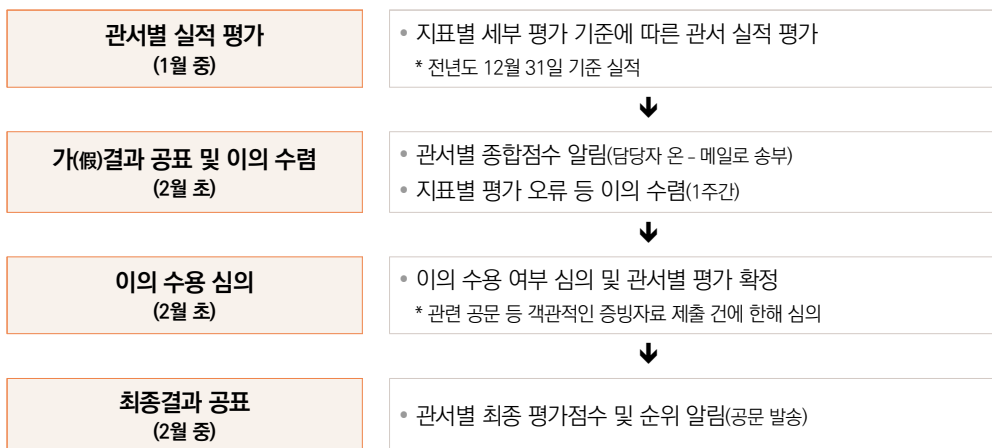 관서별 실적 평가
(1월 중)
• 지표별 세부 평가 기준에 따른 관서 실적 평가
* 전년도 12월 31일 기준 실적
가(假)결과 공표 및 이의 수렴
(2월 초)
• 관서별 종합점수 알림(담당자 온-메일로 송부)
• 지표별 평가 오류 등 이의 수렴(1주간)
이의 수용 심의
(2월 초)
• 이의 수용 여부 심의 및 관서별 평가 확정
* 관련 공문 등 객관적인 증빙자료 제출 건에 한해 심의
최종결과 공표
(2월 중)
• 관서별 최종 평가점수 및 순위 알림(공문 발송)